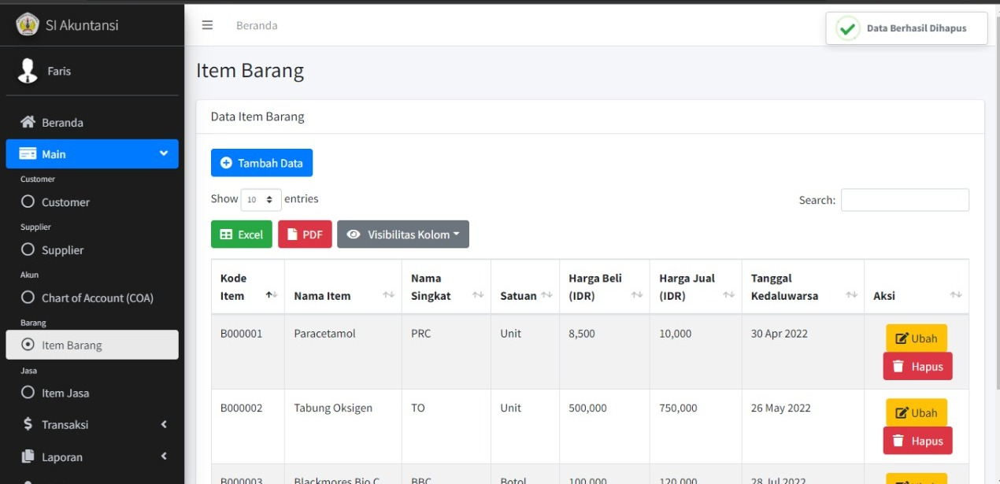 SI Akuntansi
Beranda
Data Berhasil Dihapus
Faris
Item Barang
Data Item Barang
Beranda
Main
Customer
Customer
Supplier
Supplier
Akun
Chart of Account (COA)
Barang
Item Barang
Jasa
Item Jasa
Transaksi
Laporan
Tambah Data
Show 10 entries
Search:
Excel PDF Visibilitas Kolom
Kode Item Nama Item Nama Singkat Satuan Harga Beli (IDR) Harga Jual (IDR) Tanggal Kedaluwarsa Aksi
B000001 Paracetamol PRC Unit 8,500 10,000 30 Apr 2022 Ubah
Hapus
B000002 Tabung Oksigen TO Unit 500,000 750,000 26 May 2022 Ubah
Hapus
B000003 Blackmores Bio C BBC Botol 100,000 120,000 28 Jul 2022